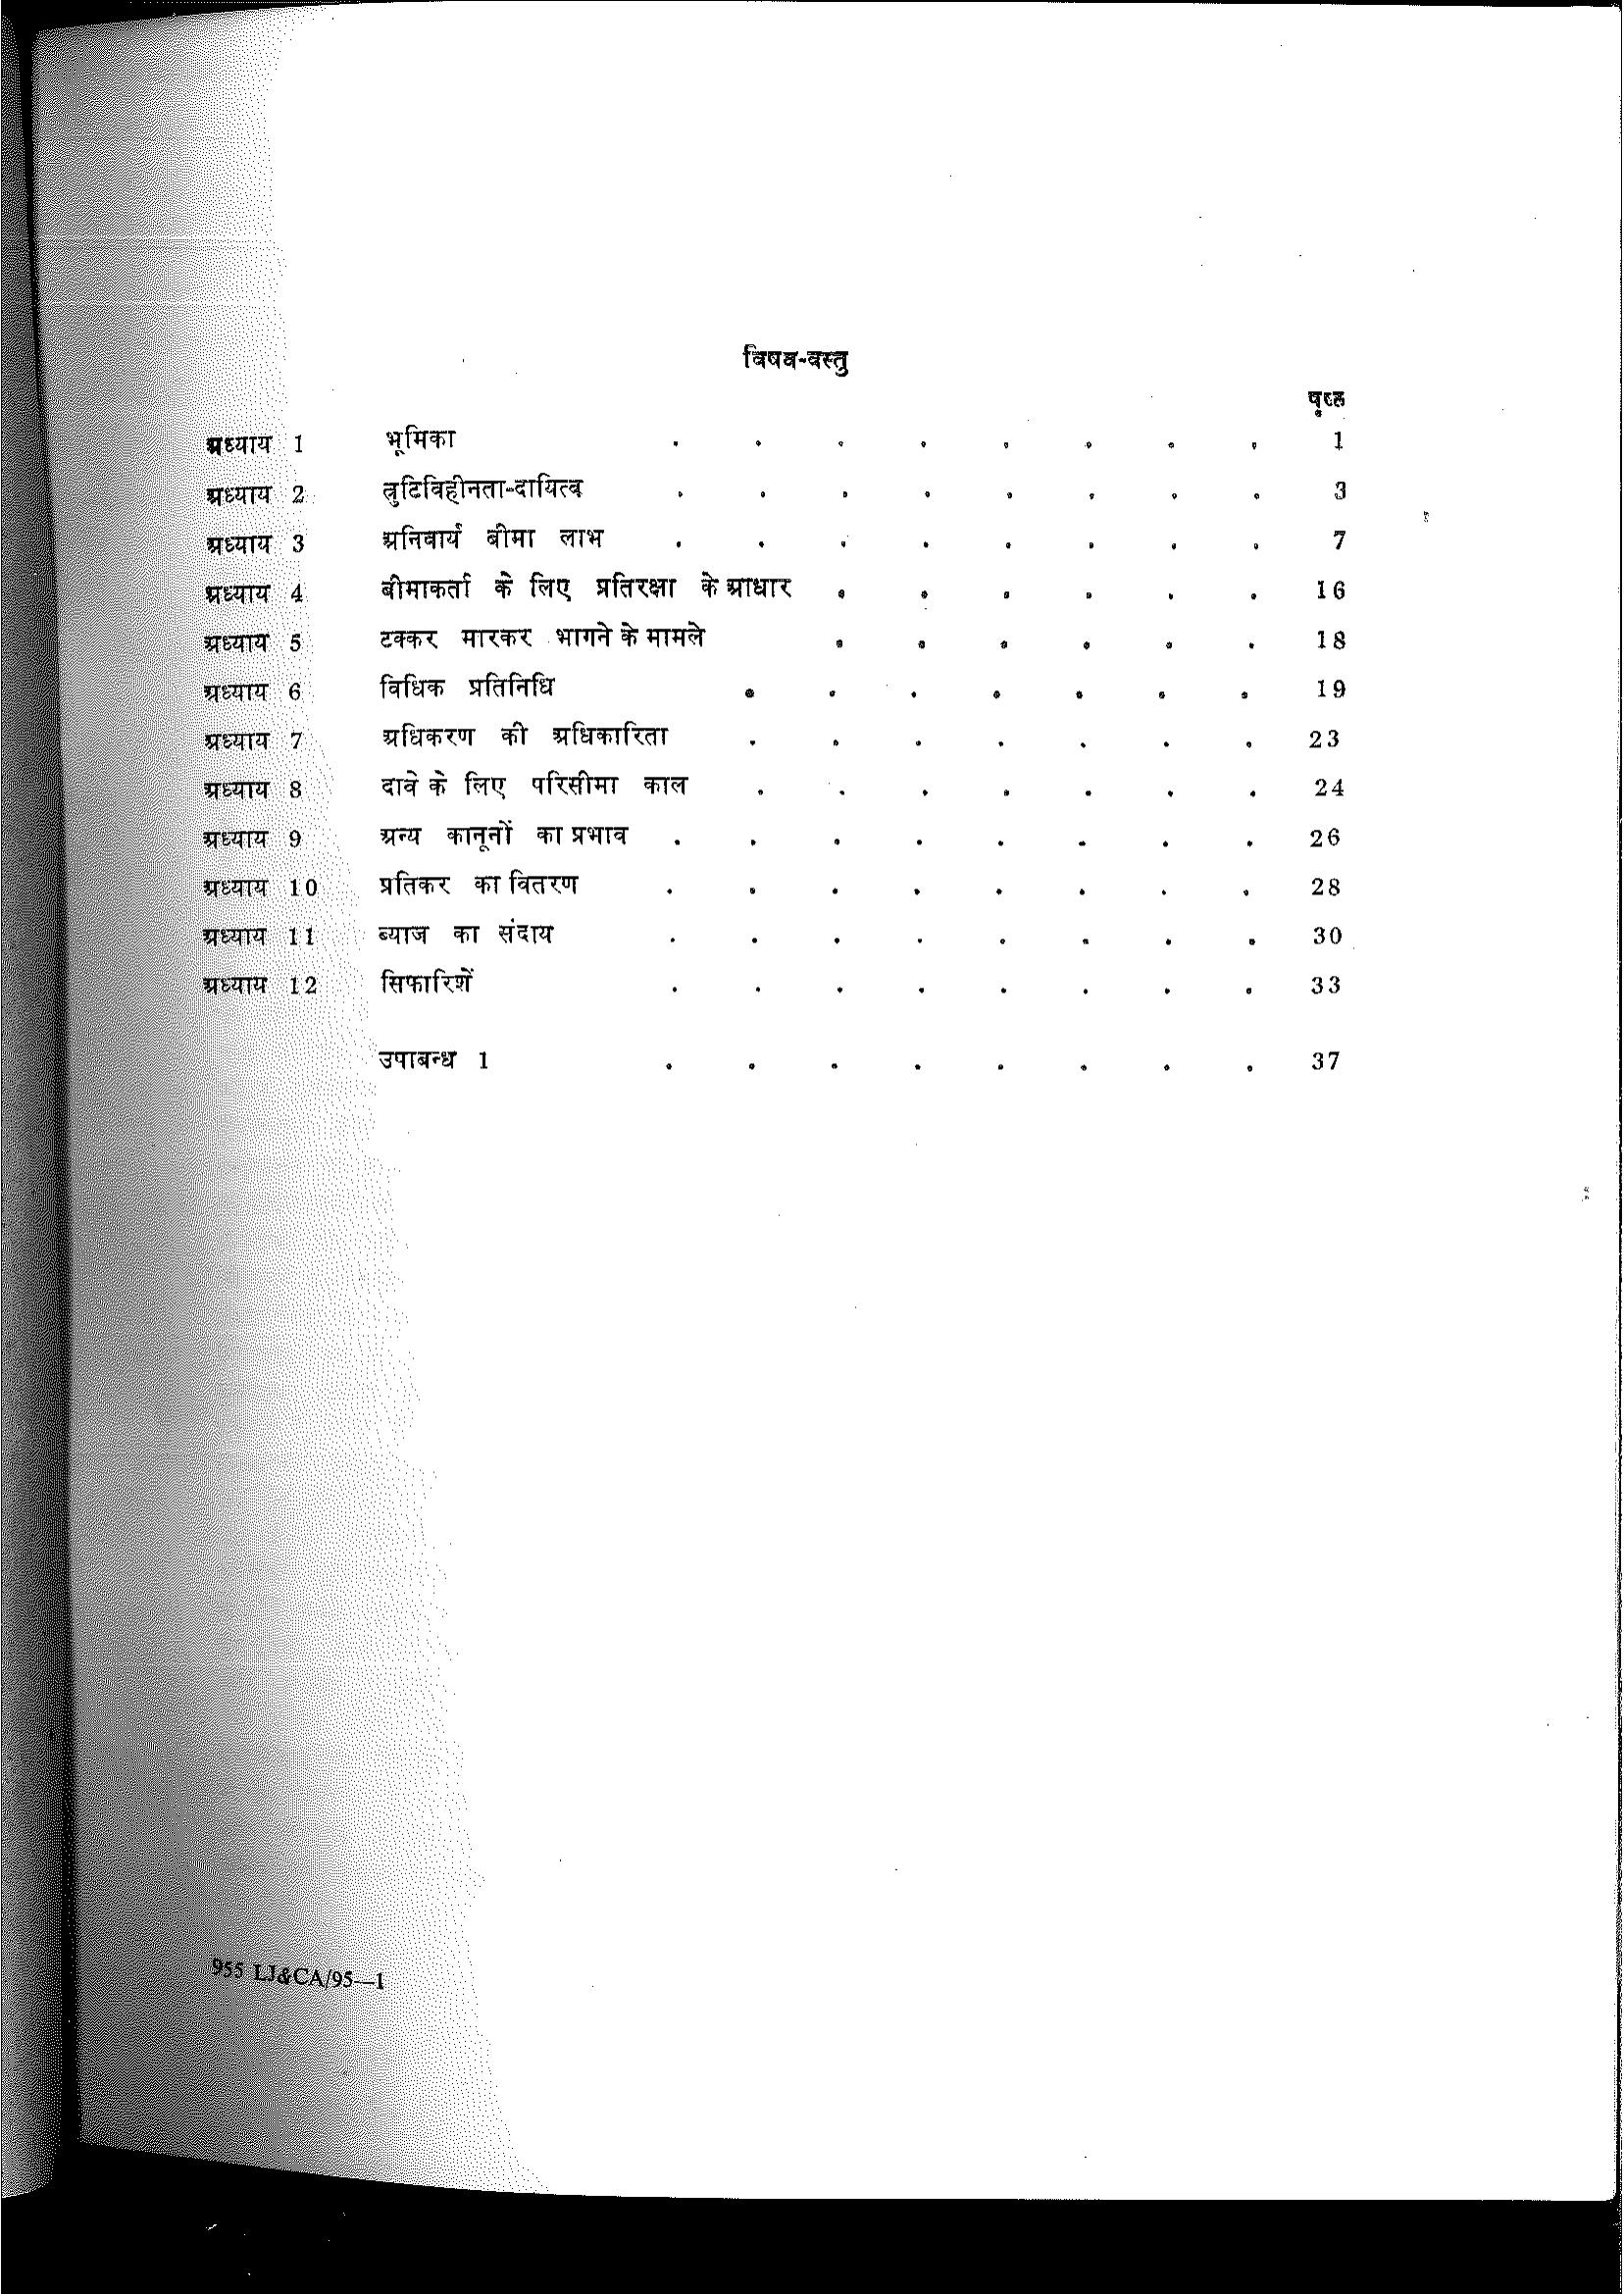 विषय-वस्तु
पृष्ठ
अध्याय 1 भूमिका . . . . . . . . 1
अध्याय 2 त्रुटिविहीनता-दायित्व . . . . . . . . 3
अध्याय 3 अनिवार्य बीमा लाभ . . . . . . . . 7
अध्याय 4 बीमाकर्ता के लिए प्रतिरक्षा के आधार . . . . . . 16
अध्याय 5 टक्कर मारकर भागने के मामले . . . . . . 18
अध्याय 6 विधिक प्रतिनिधि . . . . . . . 19
अध्याय 7 अधिकरण की अधिकारिता . . . . . . . 23
अध्याय 8 दावे के लिए परिसीमा काल . . . . . . . 24
अध्याय 9 अन्य कानूनों का प्रभाव . . . . . . . . 26
अध्याय 10 प्रतिकर का वितरण . . . . . . . . 28
अध्याय 11 ब्याज का संदाय . . . . . . . . 30
अध्याय 12 सिफारिशें . . . . . . . . 33
उपाबन्ध 1 . . . . . . . . 37
955 LJ&CA/95—1